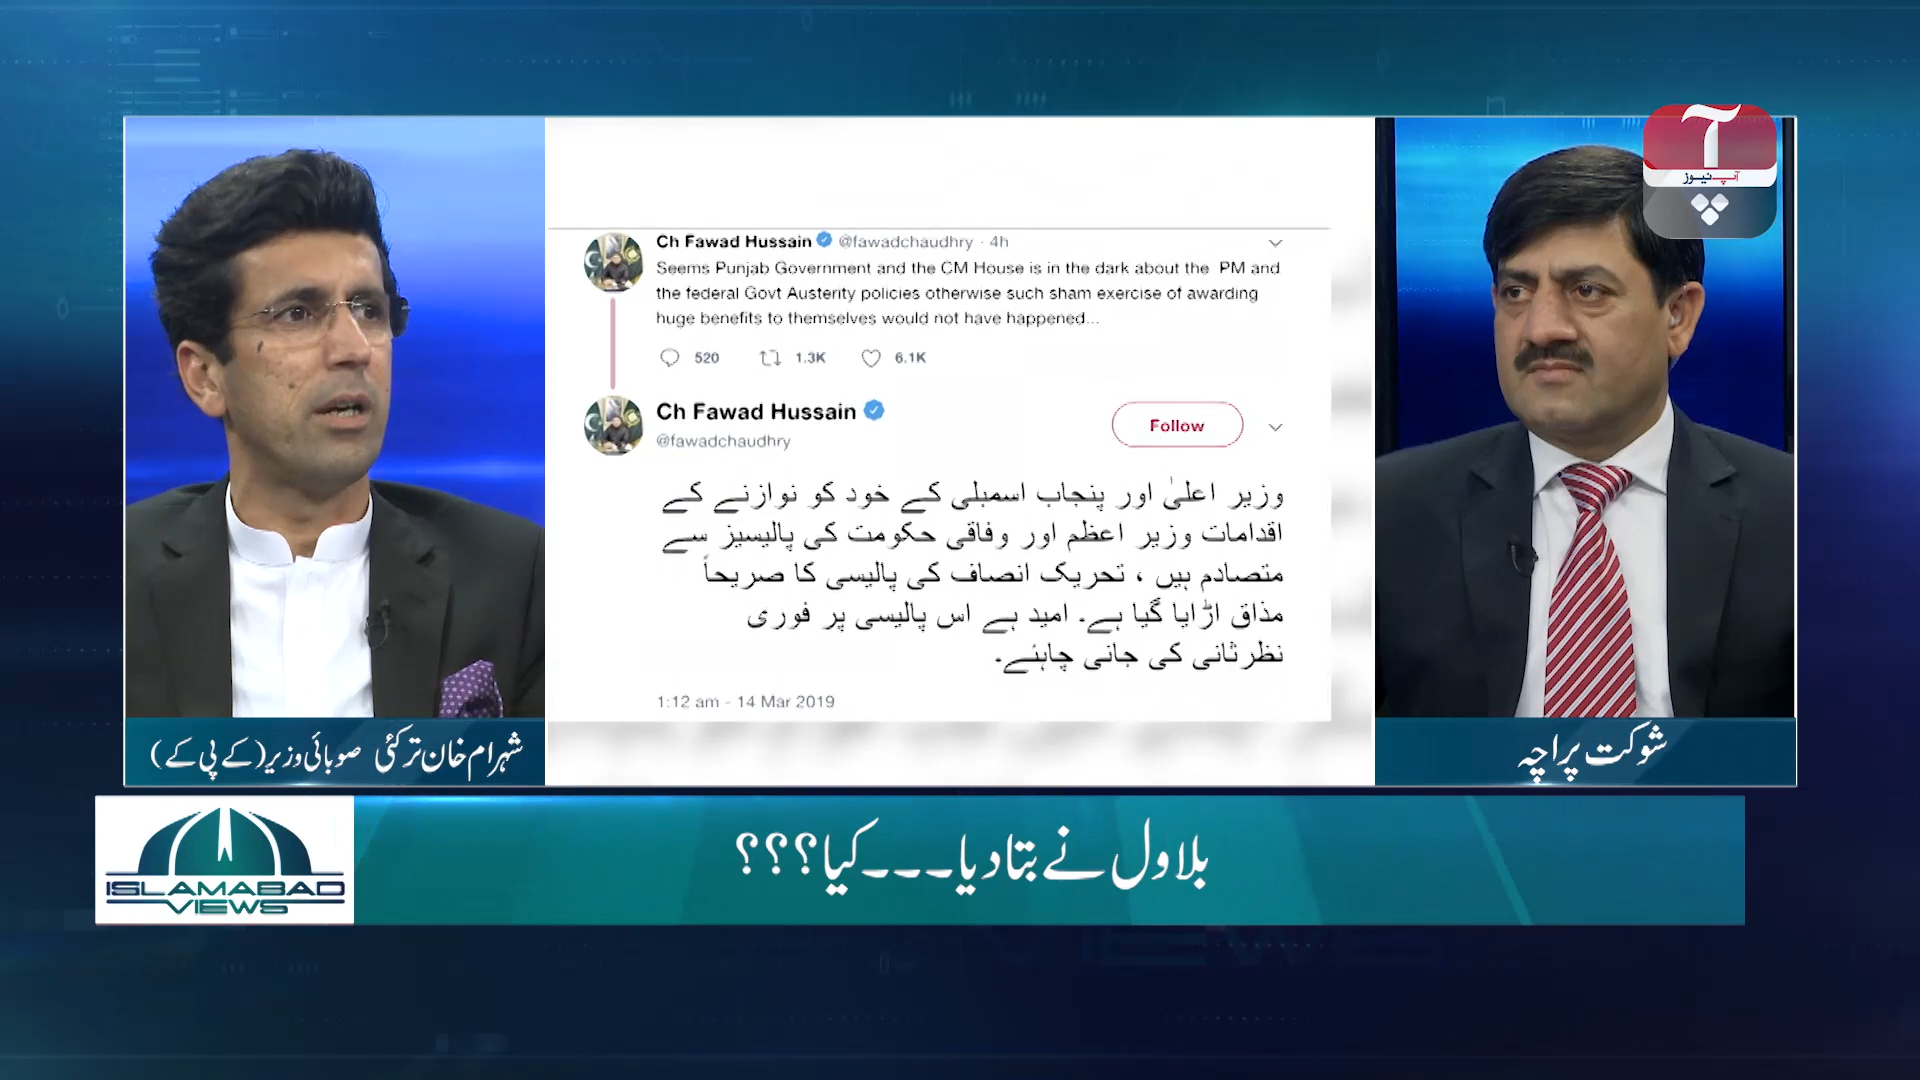 آپ نیوز
Ch Fawad Hussain @fawadchaudhry · 4h
Seems Punjab Government and the CM House is in the dark about the PM and
the federal Govt Austerity policies otherwise such sham exercise of awarding
huge benefits to themselves would not have happened...
520 1.3K 6.1K
Ch Fawad Hussain
@fawadchaudhry
Follow
وزیر اعلیٰ اور پنجاب اسمبلی کے خود کو نوازنے کے
اقدامات وزیر اعظم اور وفاقی حکومت کی پالیسیز سے
متصادم ہیں ، تحریک انصاف کی پالیسی کا صریحاً
مذاق اڑایا گیا ہے۔ امید ہے اس پالیسی پر فوری
نظرثانی کی جانی چاہئے۔
1:12 am - 14 Mar 2019
شہرام خان ترکئی صوبائی وزیر (کے پی کے)
شوکت پراچہ
بلاول نے بتا دیا۔۔۔کیا؟؟؟
ISLAMABAD
VIEWS